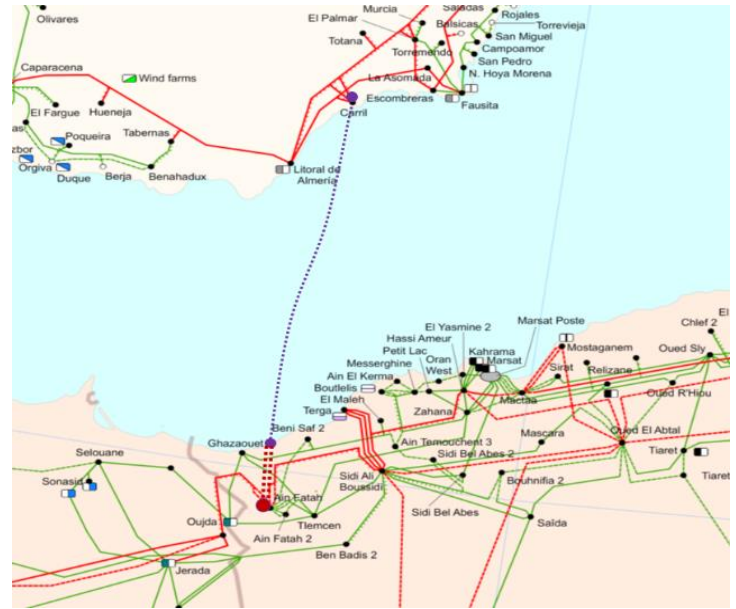 Olivares
Murcia
El Palmar
Saladas
Rojales
Balsicas
Torrevieja
Totana
Torremendo
San Miguel
Campoamor
San Pedro
N. Hoya Morena
La Asomada
Escombreras
Fausita
Caparacena
Wind farms
Hueneja
El Fargue
Tabernas
Carril
Poqueira
Orgiva
Duque
Berja
Benahadux
Litoral de
Almería
El Yasmine 2
Marsat Poste
Hassi Ameur
Kahrama
Mostaganem
Chlef 2
El
Petit Lac
Oran
West
Marsat
Oued Sly
Messerghine
Sirat
Relizane
Ain El Kerma
Boutlelis
Mactaa
Oued R'Hiou
El Maleh
Terga
Zahana
Ghazaouet
Beni Saf 2
Ain Temouchent 3
Mascara
Oued El Abtal
Selouane
Sidi Bel Abes 2
Tiaret
Sonasid
Sidi Ali
Boussidi
Bouhnifia 2
Tiaret
Ain Fatah
Oujda
Tlemcen
Sidi Bel Abes
Saïda
Ain Fatah 2
Ben Badis 2
Jerada